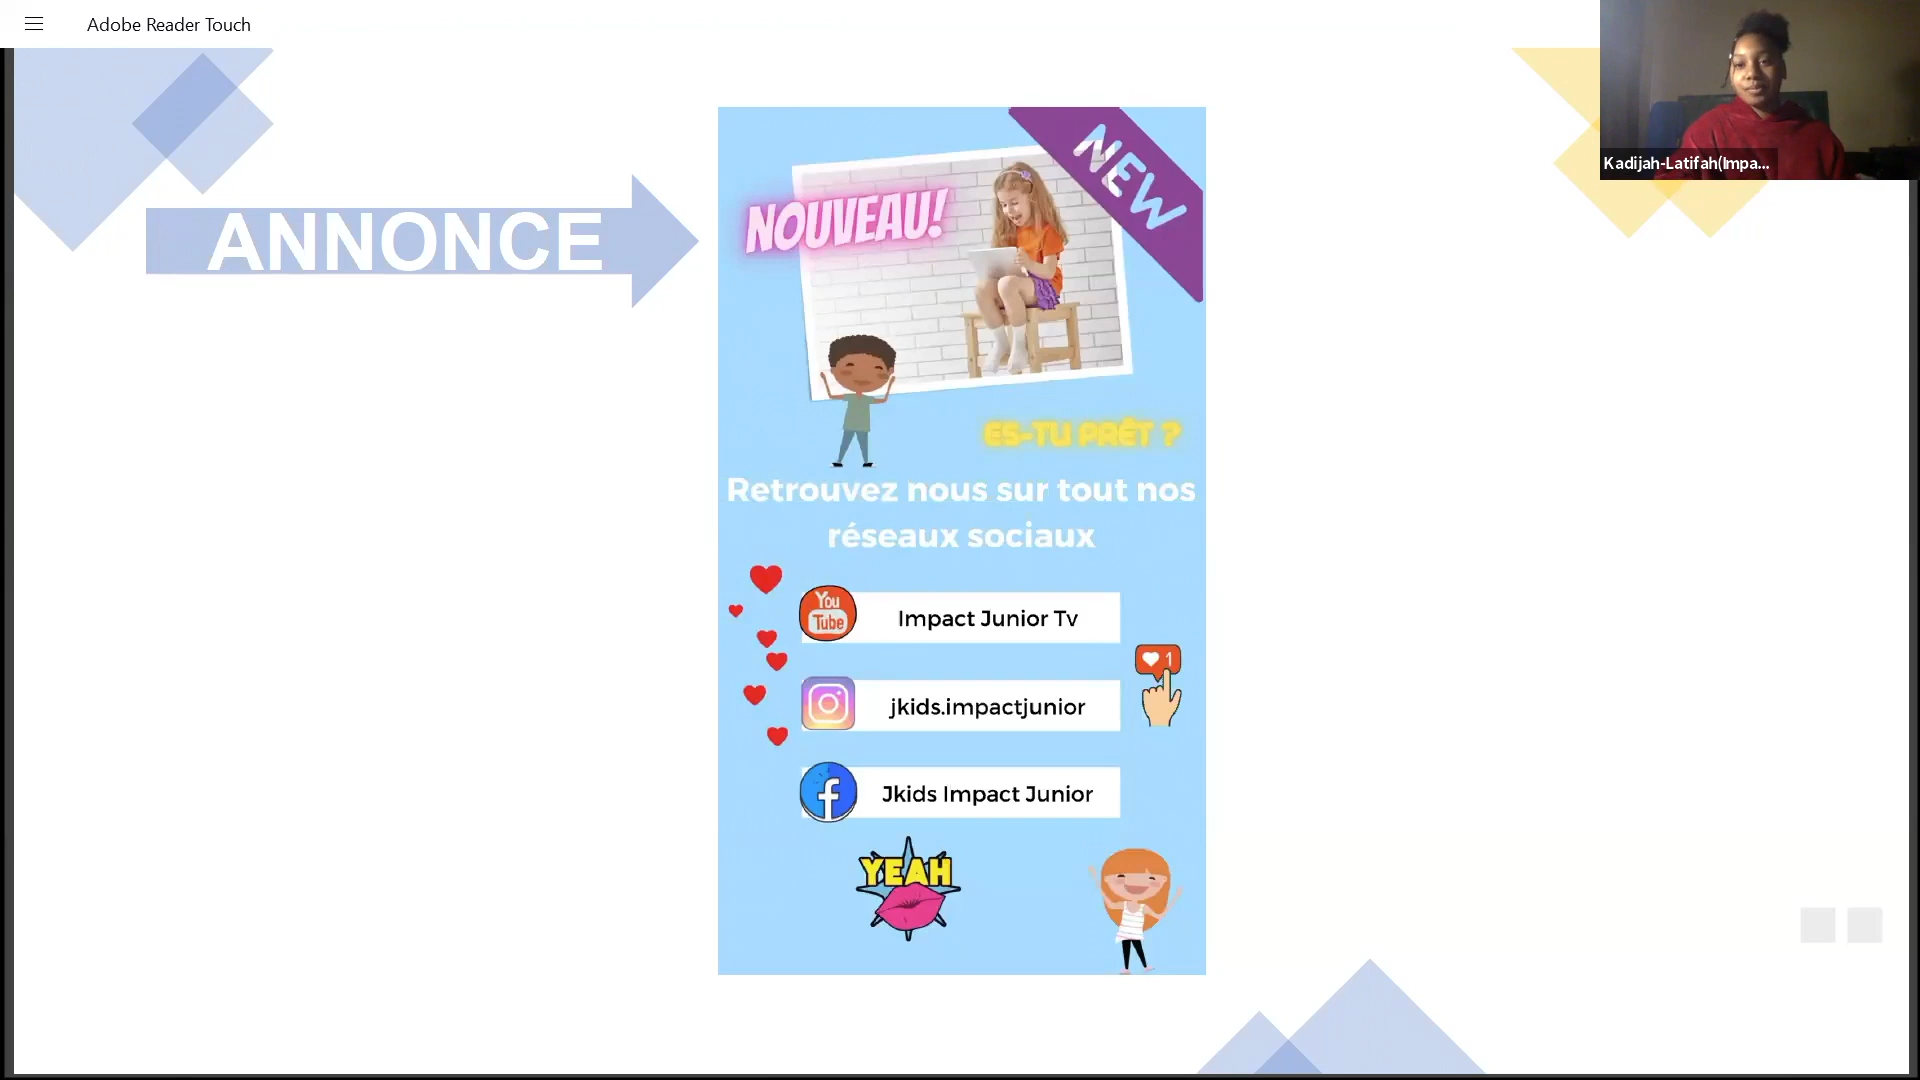 Adobe Reader Touch
Kadijah-Latifah(Impa...
ANNONCE
NEW
NOUVEAU!
ES-TU PRÊT ?
Retrouvez nous sur tout nos
réseaux sociaux
You
Tube
Impact Junior Tv
1
jkids.impactjunior
f
Jkids Impact Junior
YEAH